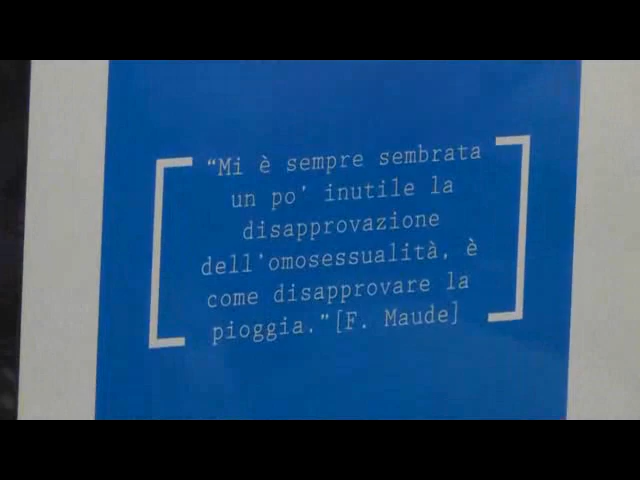 “Mi è sempre sembrata
un po' inutile la
disapprovazione
dell'omosessualità, è
come disapprovare la
pioggia.”[F. Maude]